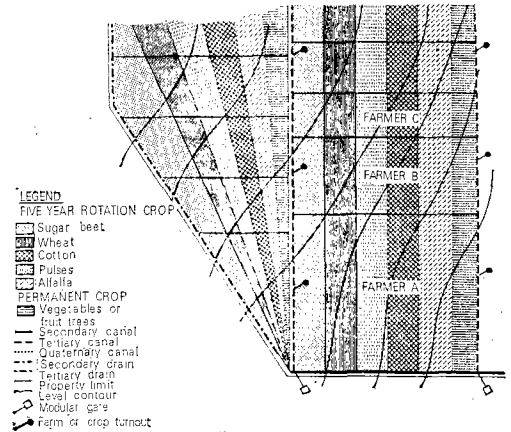 FARMER C
FARMER B
FARMER A
LEGEND
FIVE YEAR ROTATION CROP
Sugar beet
Wheat
Cotton
Pulses
Alfalfa
PERMANENT CROP
Vegetables or
fruit trees
Secondary canal
Tertiary canal
Quaternary canal
Secondary drain
Tertiary drain
Property limit
Level contour
Modular gate
Farm or crop turnout